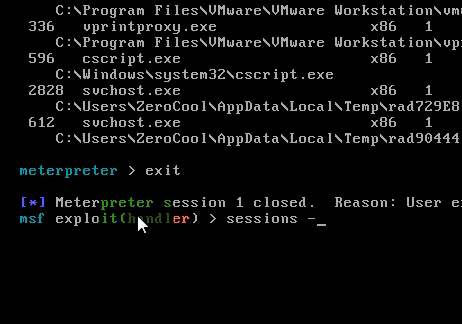 C:\Program Files\VMware\VMware Workstation\vm
336 vprintproxy.exe x86 1
C:\Program Files\VMware\VMware Workstation\vp
596 cscript.exe x86 1
C:\Windows\system32\cscript.exe
2828 svchost.exe x86 1
C:\Users\ZeroCool\AppData\Local\Temp\rad729E8
612 svchost.exe x86 1
C:\Users\ZeroCool\AppData\Local\Temp\rad90444
meterpreter > exit
[*] Meterpreter session 1 closed. Reason: User e
msf exploit(handler) > sessions -_